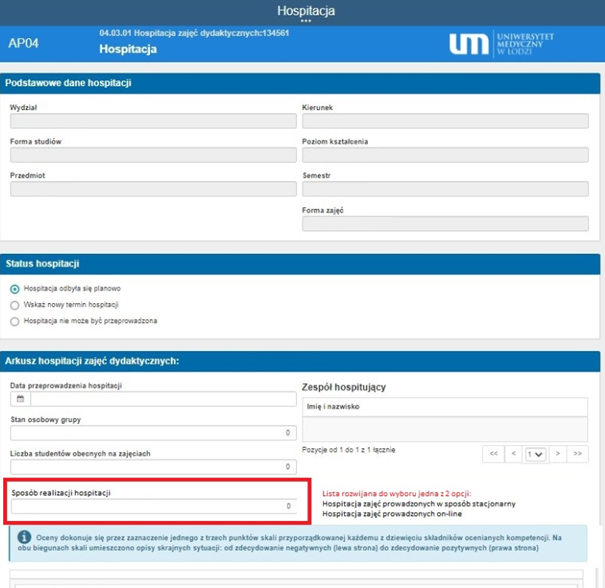 Hospitacja
AP04
04.03.01 Hospitacja zajęć dydaktycznych:134561
Hospitacja
um
UNIWERSYTET
MEDYCZNY
W ŁODZI
Podstawowe dane hospitacji
Wydział
Kierunek
Forma studiów
Poziom kształcenia
Przedmiot
Semestr
Forma zajęć
Status hospitacji
Hospitacja odbyła się planowo
Wskaż nowy termin hospitacji
Hospitacja nie może być przeprowadzona
Arkusz hospitacji zajęć dydaktycznych:
Data przeprowadzenia hospitacji
Zespół hospitujący
Imię i nazwisko
Stan osobowy grupy
Liczba studentów obecnych na zajęciach
Pozycje od 1 do 1 z 1 łącznie
<< < 1 > >>
Sposób realizacji hospitacji
Lista rozwijana do wyboru jedna z 2 opcji:
Hospitacja zajęć prowadzonych w sposób stacjonarny
Hospitacja zajęć prowadzonych on-line
Oceny dokonuje się przez zaznaczenie jednego z trzech punktów skali przyporządkowanej każdemu z dziewięciu składników ocenianych kompetencji. Na
obu biegunach skali umieszczono opisy skrajnych sytuacji: od zdecydowanie negatywnych (lewa strona) do zdecydowanie pozytywnych (prawa strona)